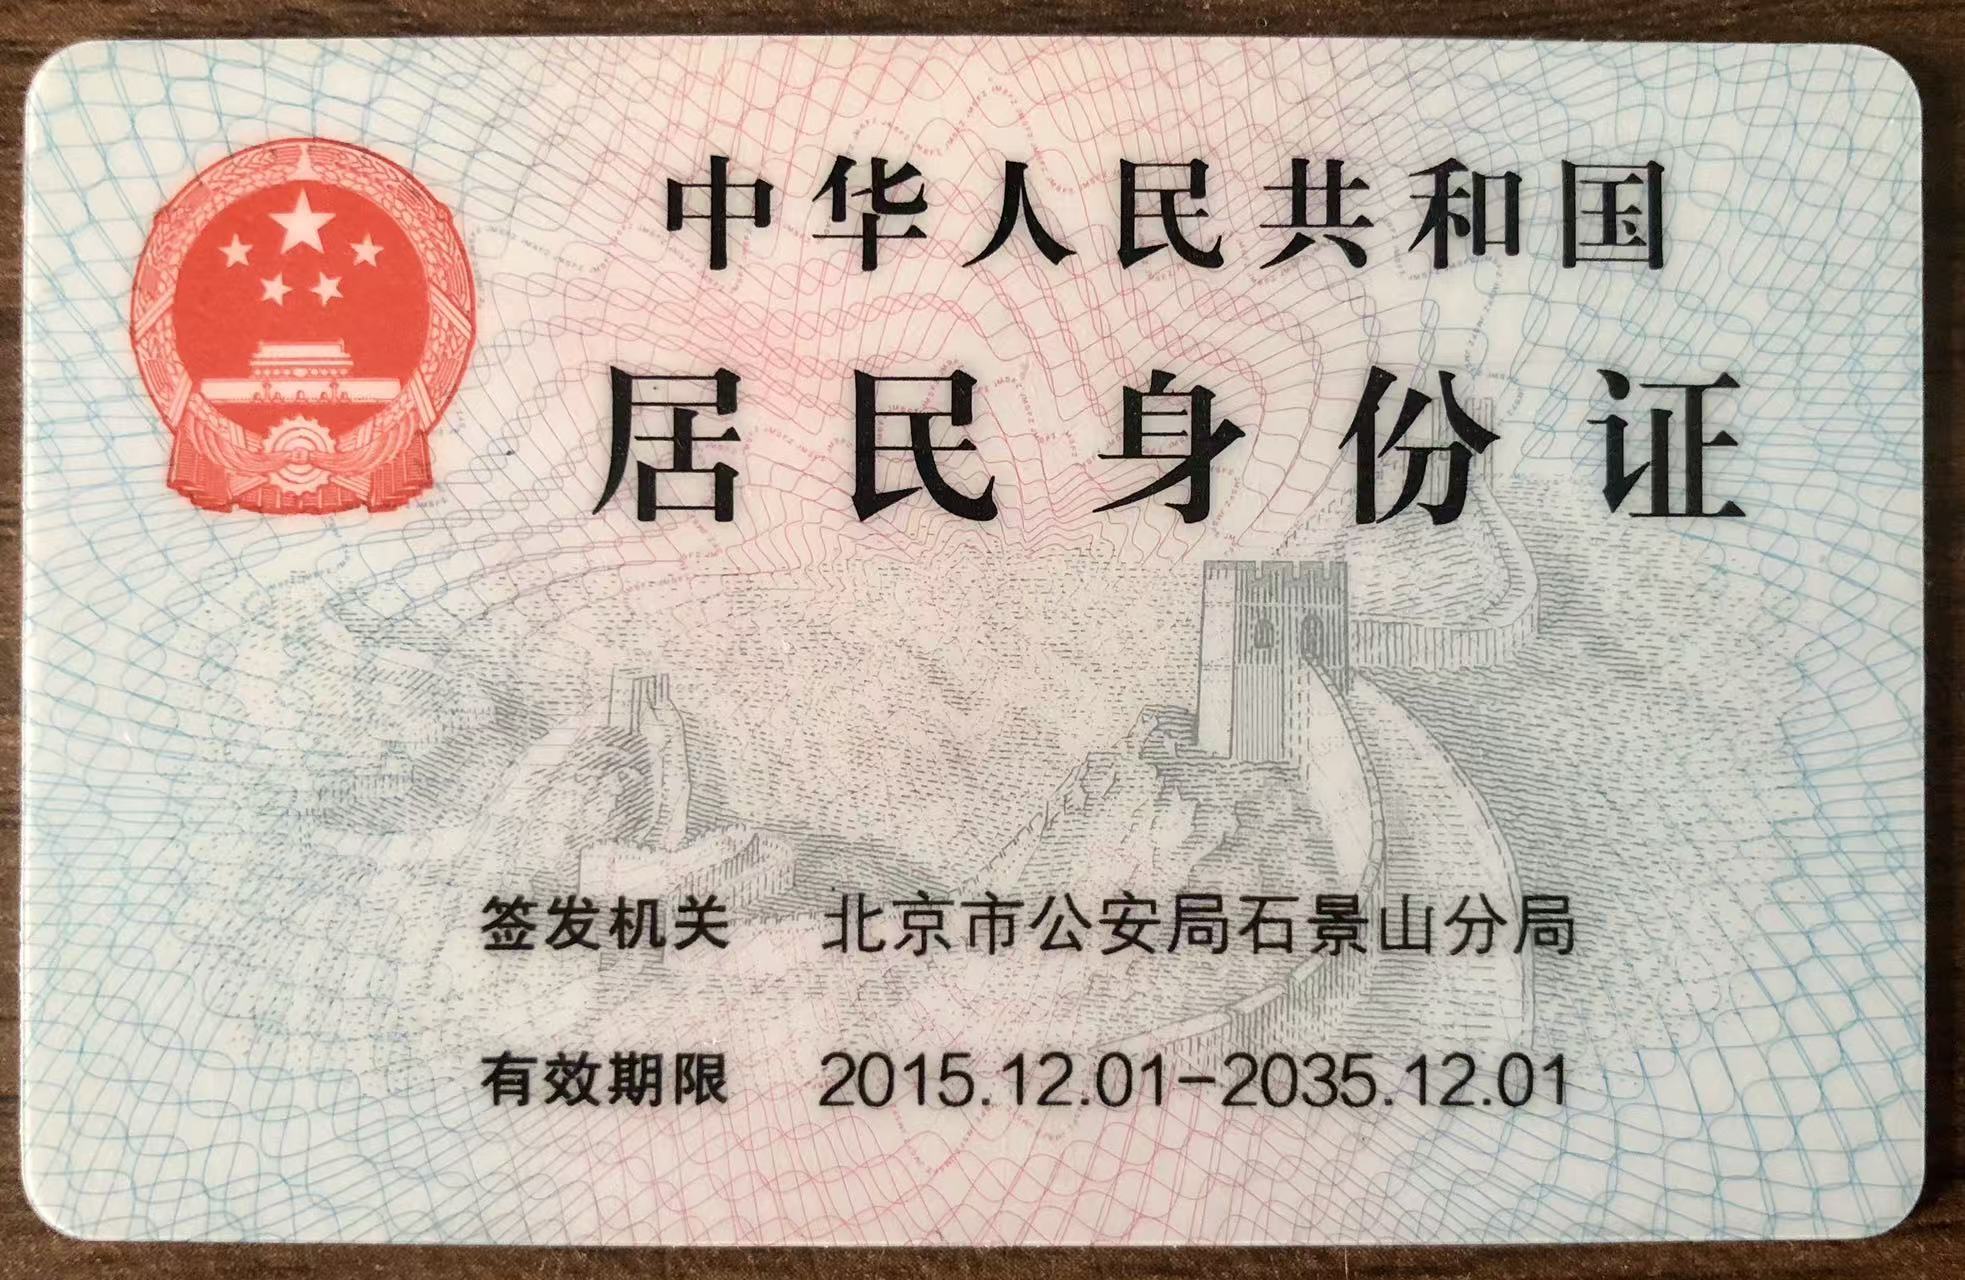 中华人民共和国
居民身份证
签发机关 北京市公安局石景山分局
有效期限 2015.12.01-2035.12.01